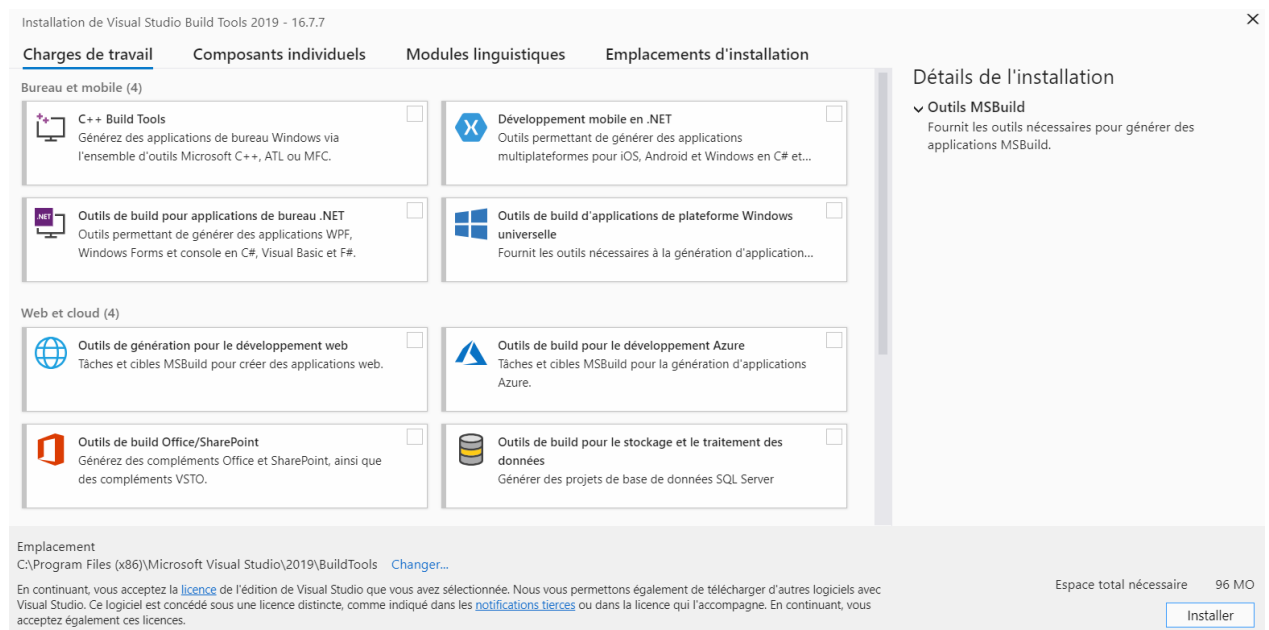 Installation de Visual Studio Build Tools 2019 - 16.7.7
Charges de travail
Composants individuels
Modules linguistiques
Emplacements d'installation
Bureau et mobile (4)
C++ Build Tools
Générez des applications de bureau Windows via
l'ensemble d'outils Microsoft C++, ATL ou MFC.
Développement mobile en .NET
Outils permettant de générer des applications
multiplateformes pour iOS, Android et Windows en C# et...
.NET
Outils de build pour applications de bureau .NET
Outils permettant de générer des applications WPF,
Windows Forms et console en C#, Visual Basic et F#.
Outils de build d'applications de plateforme Windows
universelle
Fournit les outils nécessaires à la génération d'application...
Web et cloud (4)
Outils de génération pour le développement web
Tâches et cibles MSBuild pour créer des applications web.
Outils de build pour le développement Azure
Tâches et cibles MSBuild pour la génération d'applications
Azure.
Outils de build Office/SharePoint
Générez des compléments Office et SharePoint, ainsi que
des compléments VSTO.
Outils de build pour le stockage et le traitement des
données
Générer des projets de base de données SQL Server
Détails de l'installation
Outils MSBuild
Fournit les outils nécessaires pour générer des
applications MSBuild.
Emplacement
C:\Program Files (x86)\Microsoft Visual Studio\2019\BuildTools Changer...
En continuant, vous acceptez la licence de l'édition de Visual Studio que vous avez sélectionnée. Nous vous permettons également de télécharger d'autres logiciels avec
Visual Studio. Ce logiciel est concédé sous une licence distincte, comme indiqué dans les notifications tierces ou dans la licence qui l'accompagne. En continuant, vous
acceptez également ces licences.
Espace total nécessaire 96 MO
Installer